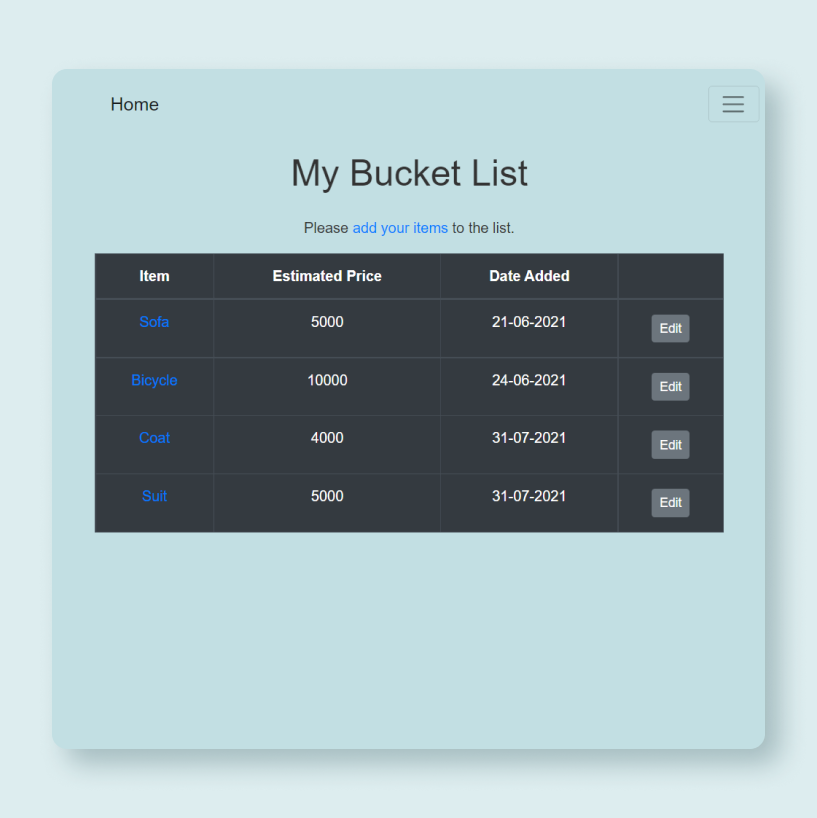 Home
My Bucket List
Please add your items to the list.
Item Estimated Price Date Added
Sofa 5000 21-06-2021 Edit
Bicycle 10000 24-06-2021 Edit
Coat 4000 31-07-2021 Edit
Suit 5000 31-07-2021 Edit